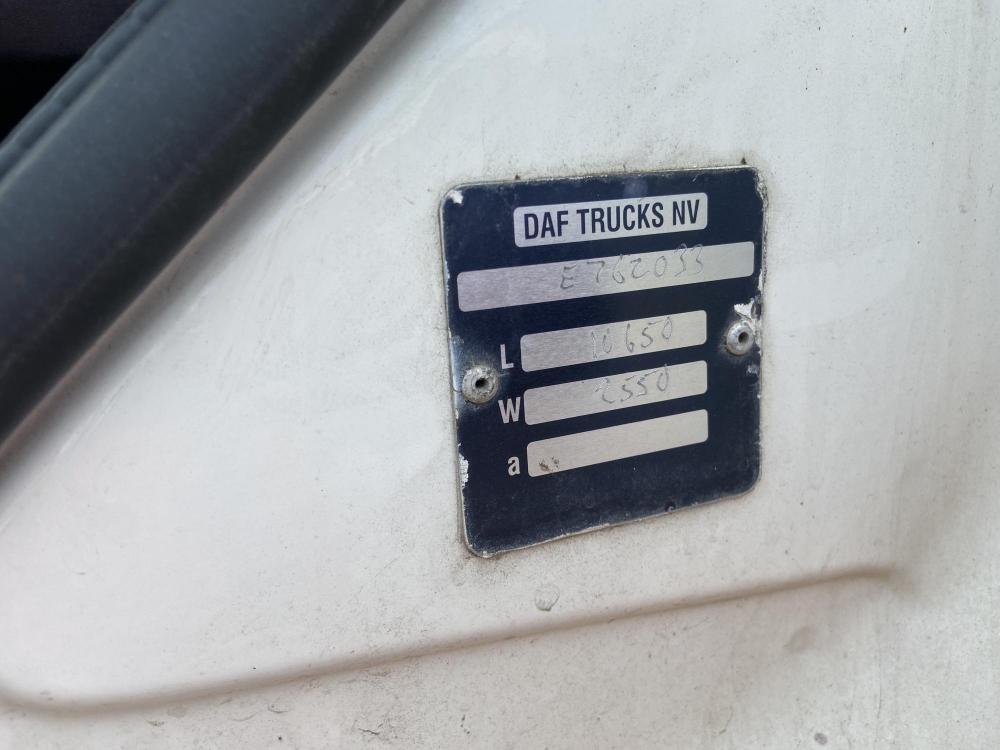 DAF TRUCKS NV
E762033
L 10650
W 2550
a